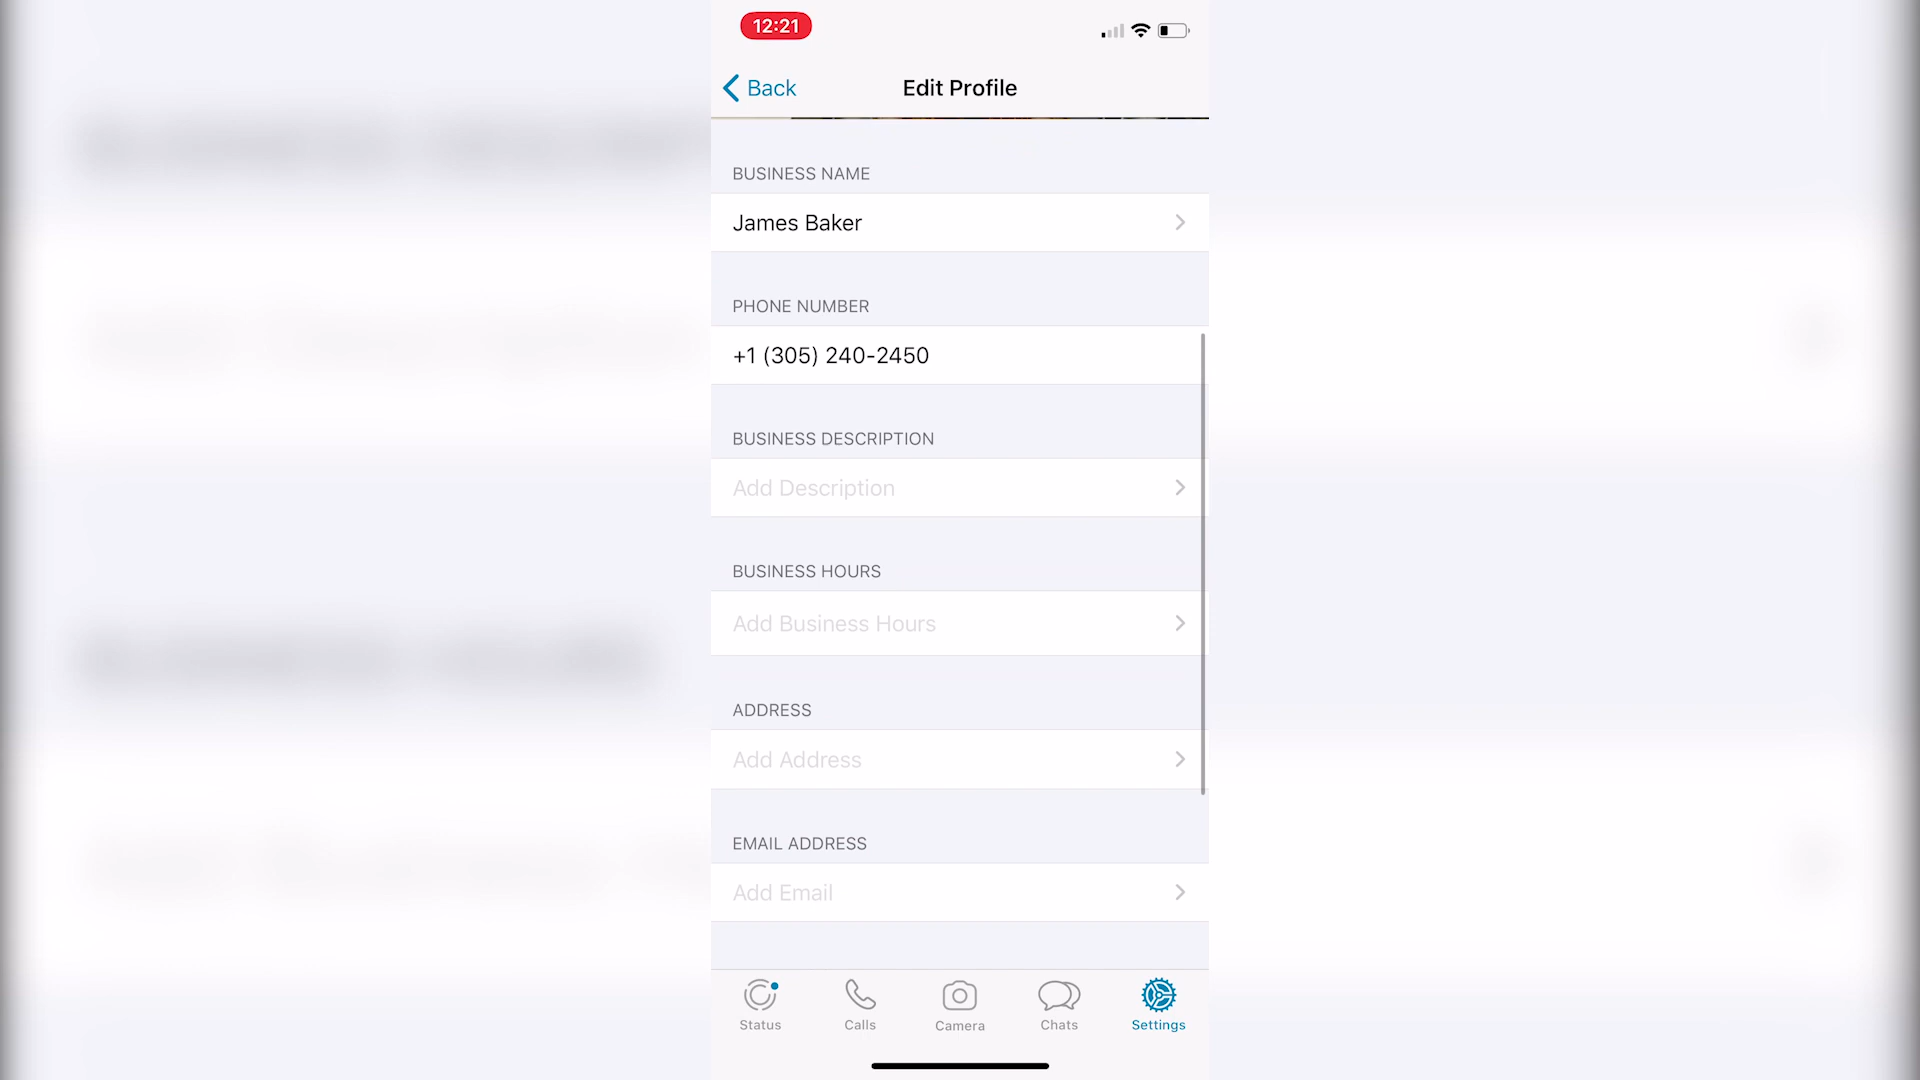 12:21
Back
Edit Profile
BUSINESS NAME
James Baker
PHONE NUMBER
+1 (305) 240-2450
BUSINESS DESCRIPTION
Add Description
BUSINESS HOURS
Add Business Hours
ADDRESS
Add Address
EMAIL ADDRESS
Add Email
Status
Calls
Camera
Chats
Settings